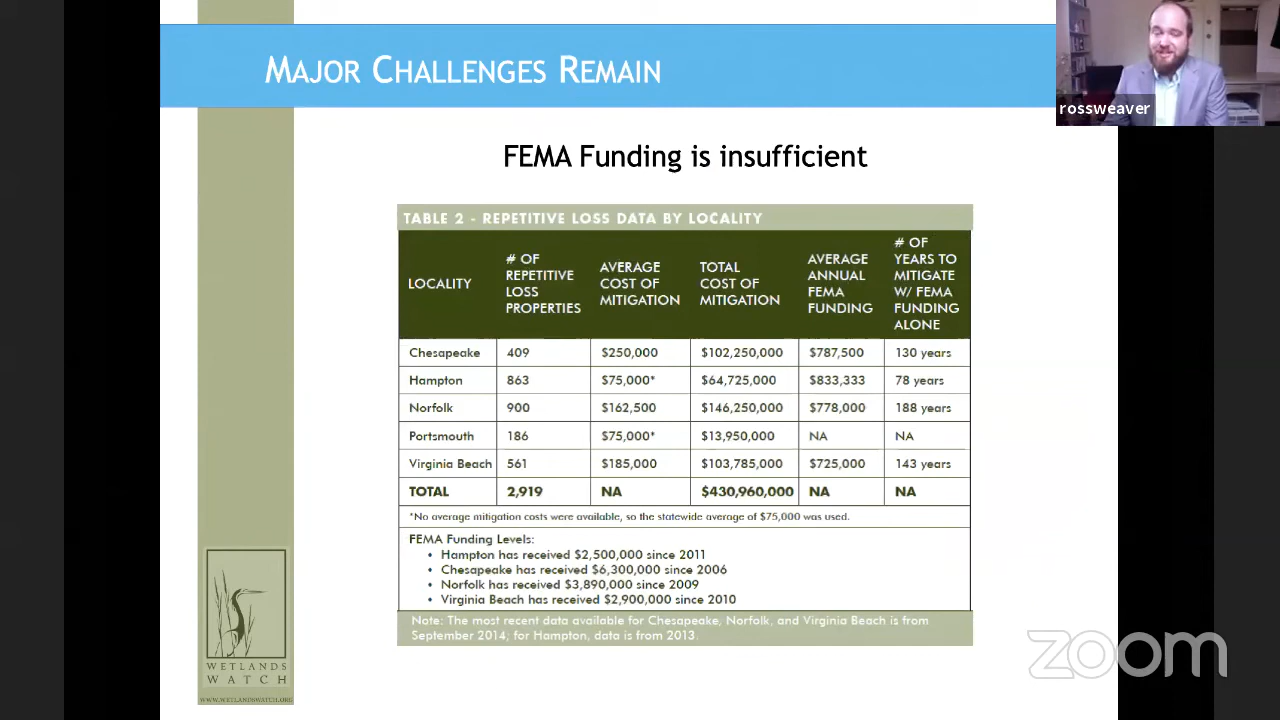 MAJOR CHALLENGES REMAIN
rossweaver
FEMA Funding is insufficient
TABLE 2 - REPETITIVE LOSS DATA BY LOCALITY
LOCALITY # OF REPETITIVE LOSS PROPERTIES AVERAGE COST OF MITIGATION TOTAL COST OF MITIGATION AVERAGE ANNUAL FEMA FUNDING # OF YEARS TO MITIGATE W/ FEMA FUNDING ALONE
Chesapeake 409 $250,000 $102,250,000 $787,500 130 years
Hampton 863 $75,000* $64,725,000 $833,333 78 years
Norfolk 900 $162,500 $146,250,000 $778,000 188 years
Portsmouth 186 $75,000* $13,950,000 NA NA
Virginia Beach 561 $185,000 $103,785,000 $725,000 143 years
TOTAL 2,919 NA $430,960,000 NA NA
*No average mitigation costs were available, so the statewide average of $75,000 was used.
FEMA Funding Levels:
• Hampton has received $2,500,000 since 2011
• Chesapeake has received $6,300,000 since 2006
• Norfolk has received $3,890,000 since 2009
• Virginia Beach has received $2,900,000 since 2010
Note: The most recent data available for Chesapeake, Norfolk, and Virginia Beach is from
September 2014; for Hampton, data is from 2013.
WETLANDS
WATCH
WWW.WETLANDSWATCH.ORG
zoom